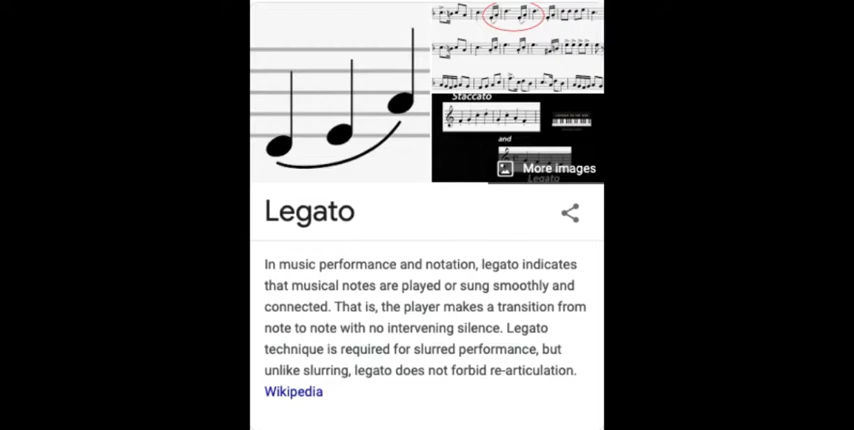 Staccato
and
More images
Legato
Legato
In music performance and notation, legato indicates
that musical notes are played or sung smoothly and
connected. That is, the player makes a transition from
note to note with no intervening silence. Legato
technique is required for slurred performance, but
unlike slurring, legato does not forbid re-articulation.
Wikipedia